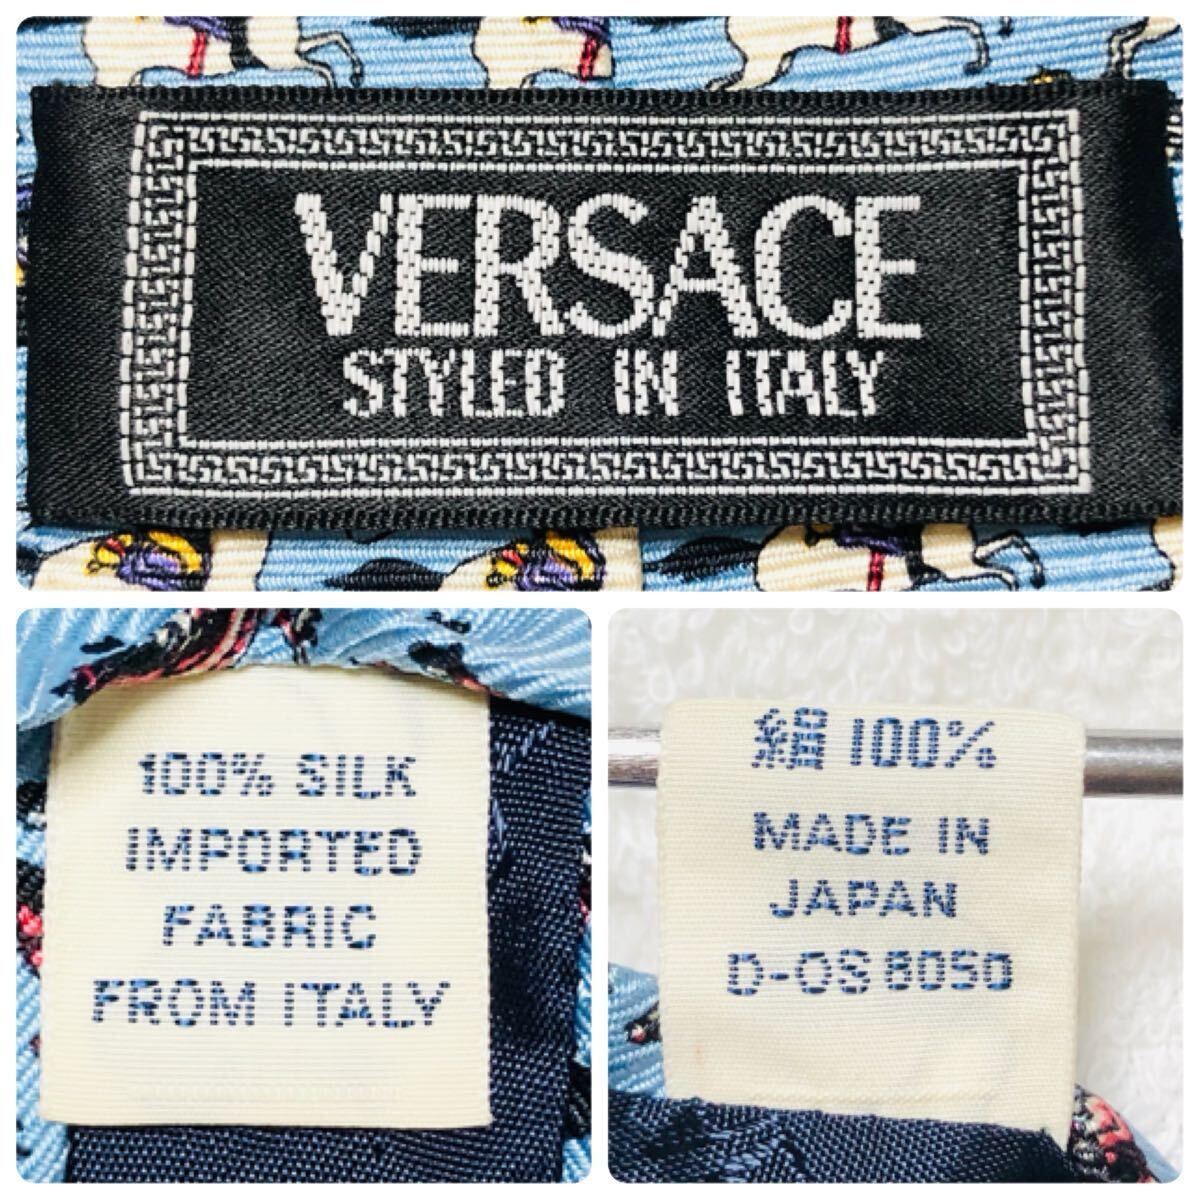 VERSACE
STYLED IN ITALY
100% SILK
IMPORTED
FABRIC
FROM ITALY
絹 100%
MADE IN
JAPAN
D-OS 8050